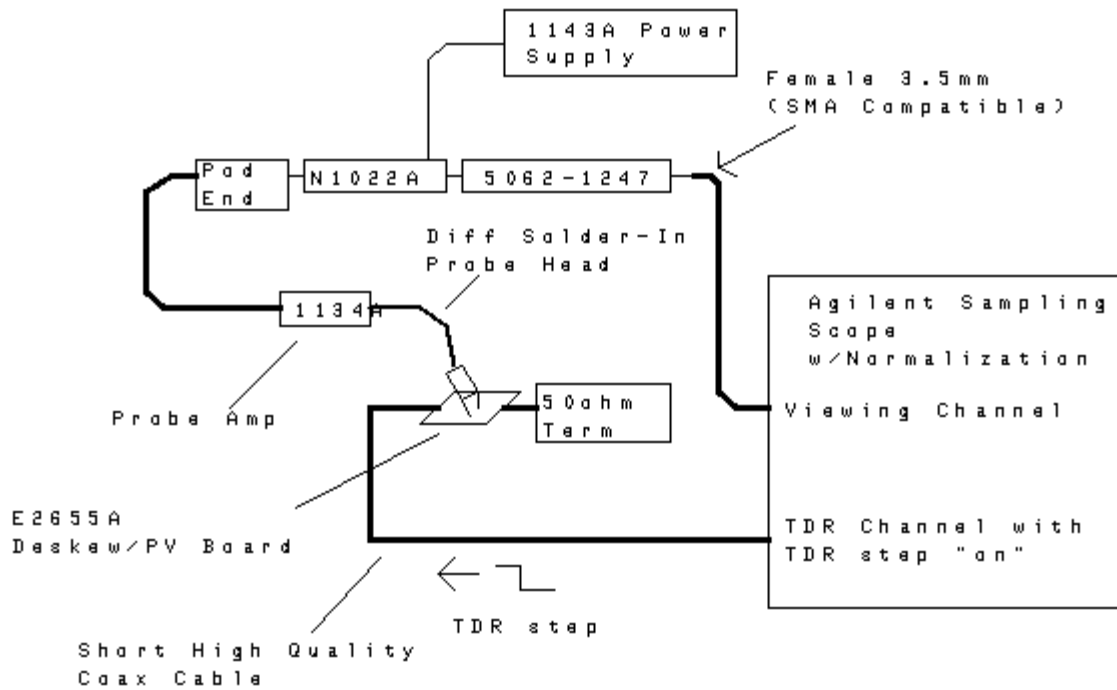 1143A Power
Supply
Female 3.5mm
(SMA Compatible)
Pod
End
N1022A
5062-1247
Diff Solder-In
Probe Head
1134A
Agilent Sampling
Scope
w/Normalization
Probe Amp
50ohm
Term
Viewing Channel
E2655A
Deskew/PV Board
TDR Channel with
TDR step "on"
TDR step
Short High Quality
Coax Cable